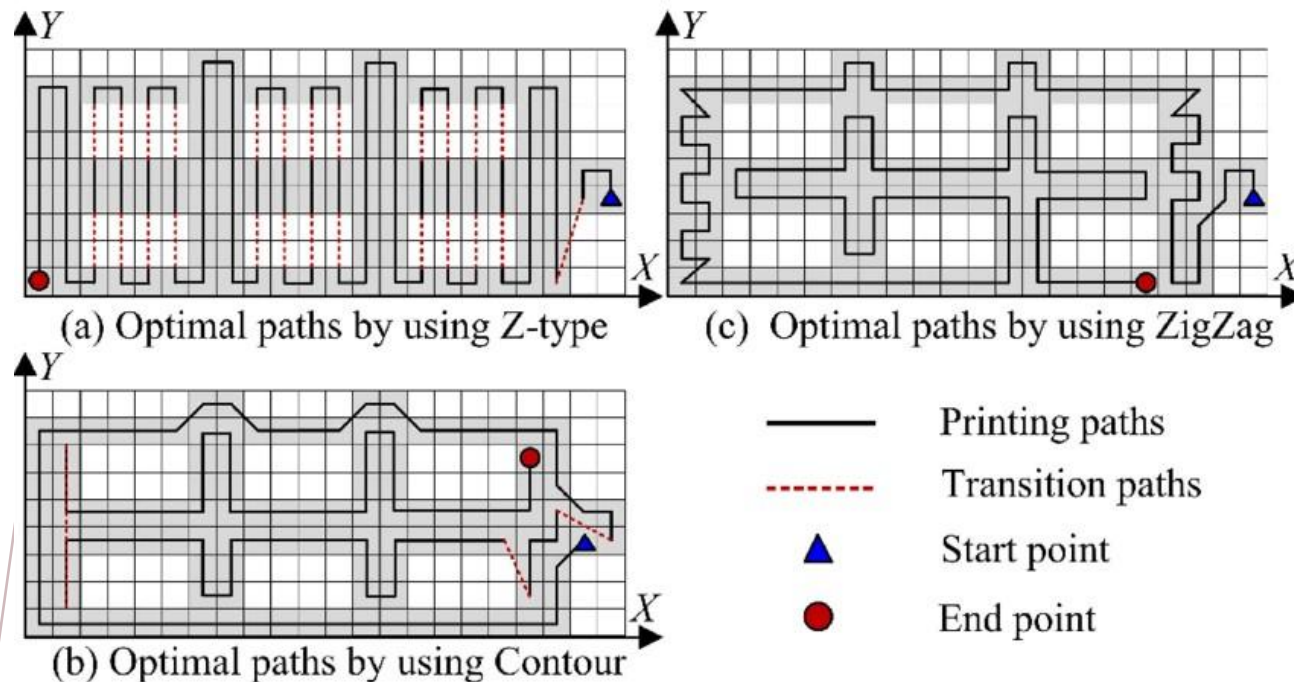 Y
X
(a) Optimal paths by using Z-type
Y
X
(c) Optimal paths by using ZigZag
Y
X
(b) Optimal paths by using Contour
Printing paths
Transition paths
Start point
End point